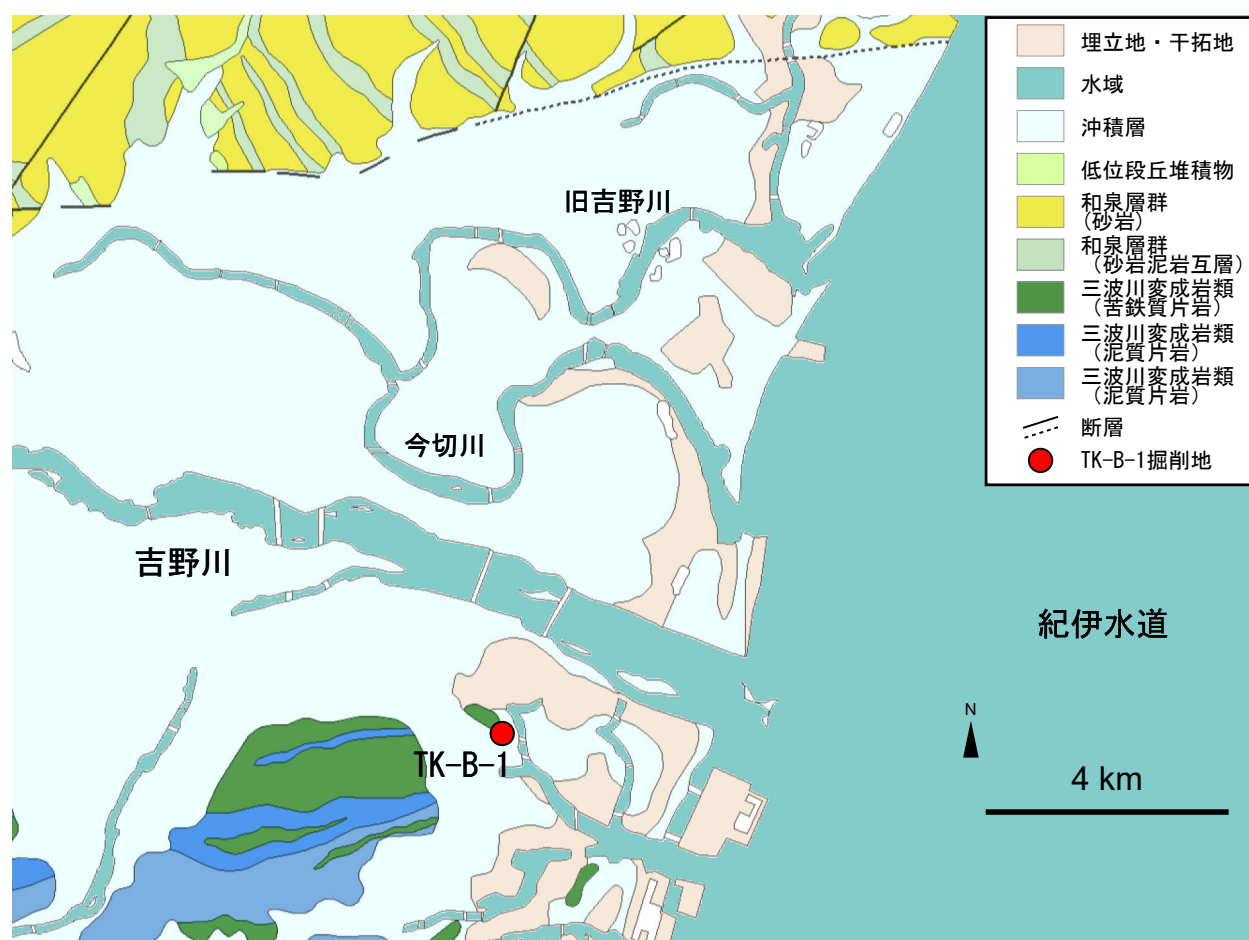 埋立地・干拓地
水域
沖積層
低位段丘堆積物
和泉層群
(砂岩)
和泉層群
(砂岩泥岩互層)
三波川変成岩類
(苦鉄質片岩)
三波川変成岩類
(泥質片岩)
三波川変成岩類
(泥質片岩)
断層
TK-B-1掘削地
旧吉野川
今切川
吉野川
紀伊水道
N
TK-B-1
4 km